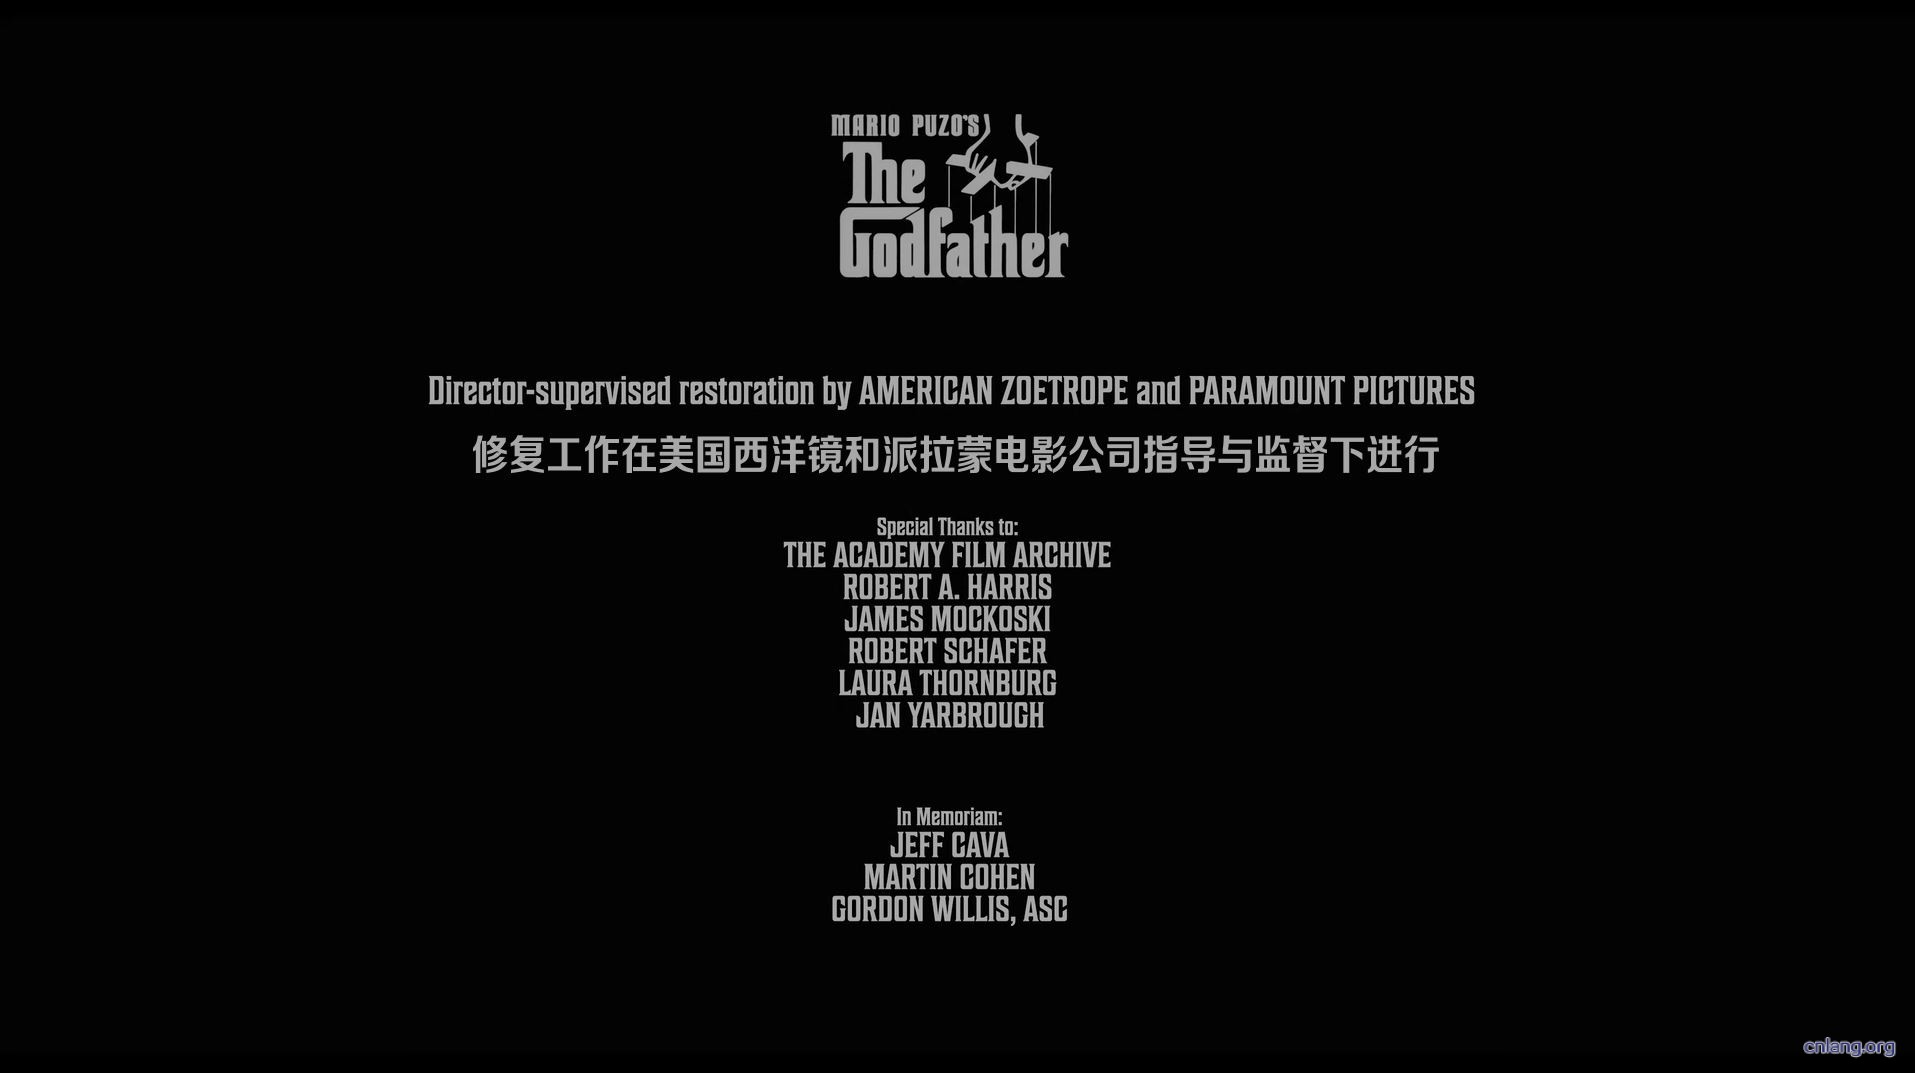 MARIO PUZO'S
The
Godfather
Director-supervised restoration by AMERICAN ZOETROPE and PARAMOUNT PICTURES
修复工作在美国西洋镜和派拉蒙电影公司指导与监督下进行
Special Thanks to:
THE ACADEMY FILM ARCHIVE
ROBERT A. HARRIS
JAMES MOCKOSKI
ROBERT SCHAFER
LAURA THORNBURG
JAN YARBROUGH
In Memoriam:
JEFF CAVA
MARTIN COHEN
GORDON WILLIS, ASC
cnlang.org